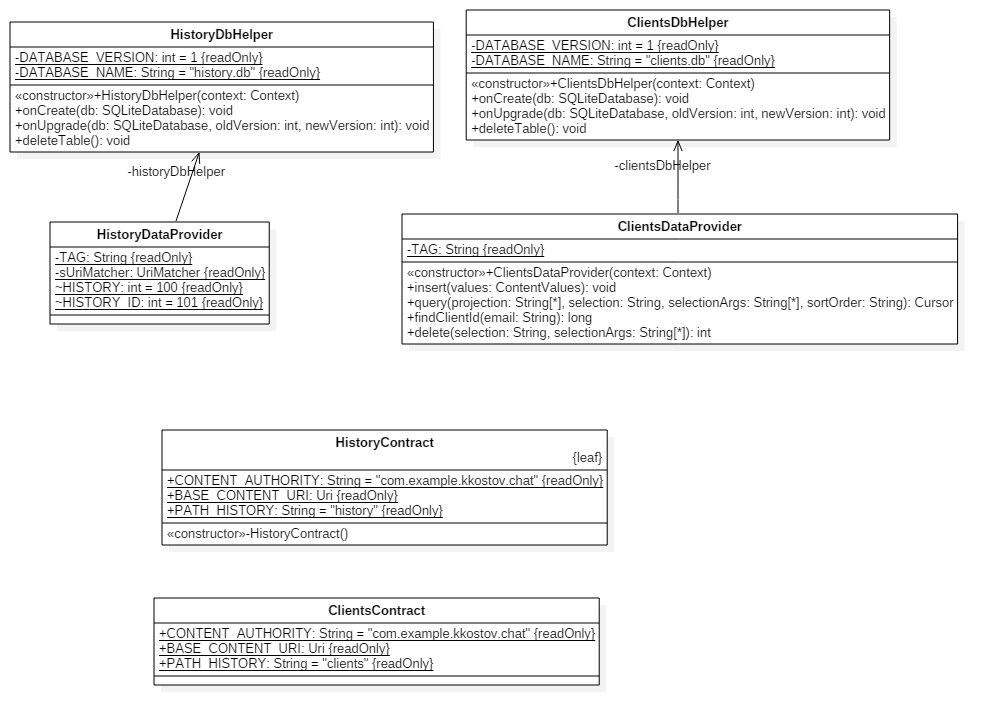 HistoryDbHelper
-DATABASE_VERSION: int = 1 {readOnly}
-DATABASE_NAME: String = "history.db" {readOnly}
«constructor»+HistoryDbHelper(context: Context)
+onCreate(db: SQLiteDatabase): void
+onUpgrade(db: SQLiteDatabase, oldVersion: int, newVersion: int): void
+deleteTable(): void
ClientsDbHelper
-DATABASE_VERSION: int = 1 {readOnly}
-DATABASE_NAME: String = "clients.db" {readOnly}
«constructor»+ClientsDbHelper(context: Context)
+onCreate(db: SQLiteDatabase): void
+onUpgrade(db: SQLiteDatabase, oldVersion: int, newVersion: int): void
+deleteTable(): void
-historyDbHelper
-clientsDbHelper
HistoryDataProvider
-TAG: String {readOnly}
-sUriMatcher: UriMatcher {readOnly}
~HISTORY: int = 100 {readOnly}
~HISTORY_ID: int = 101 {readOnly}
ClientsDataProvider
-TAG: String {readOnly}
«constructor»+ClientsDataProvider(context: Context)
+insert(values: ContentValues): void
+query(projection: String[*], selection: String, selectionArgs: String[*], sortOrder: String): Cursor
+findClientId(email: String): long
+delete(selection: String, selectionArgs: String[*]): int
HistoryContract
{leaf}
+CONTENT_AUTHORITY: String = "com.example.kkostov.chat" {readOnly}
+BASE_CONTENT_URI: Uri {readOnly}
+PATH_HISTORY: String = "history" {readOnly}
«constructor»-HistoryContract()
ClientsContract
+CONTENT_AUTHORITY: String = "com.example.kkostov.chat" {readOnly}
+BASE_CONTENT_URI: Uri {readOnly}
+PATH_HISTORY: String = "clients" {readOnly}